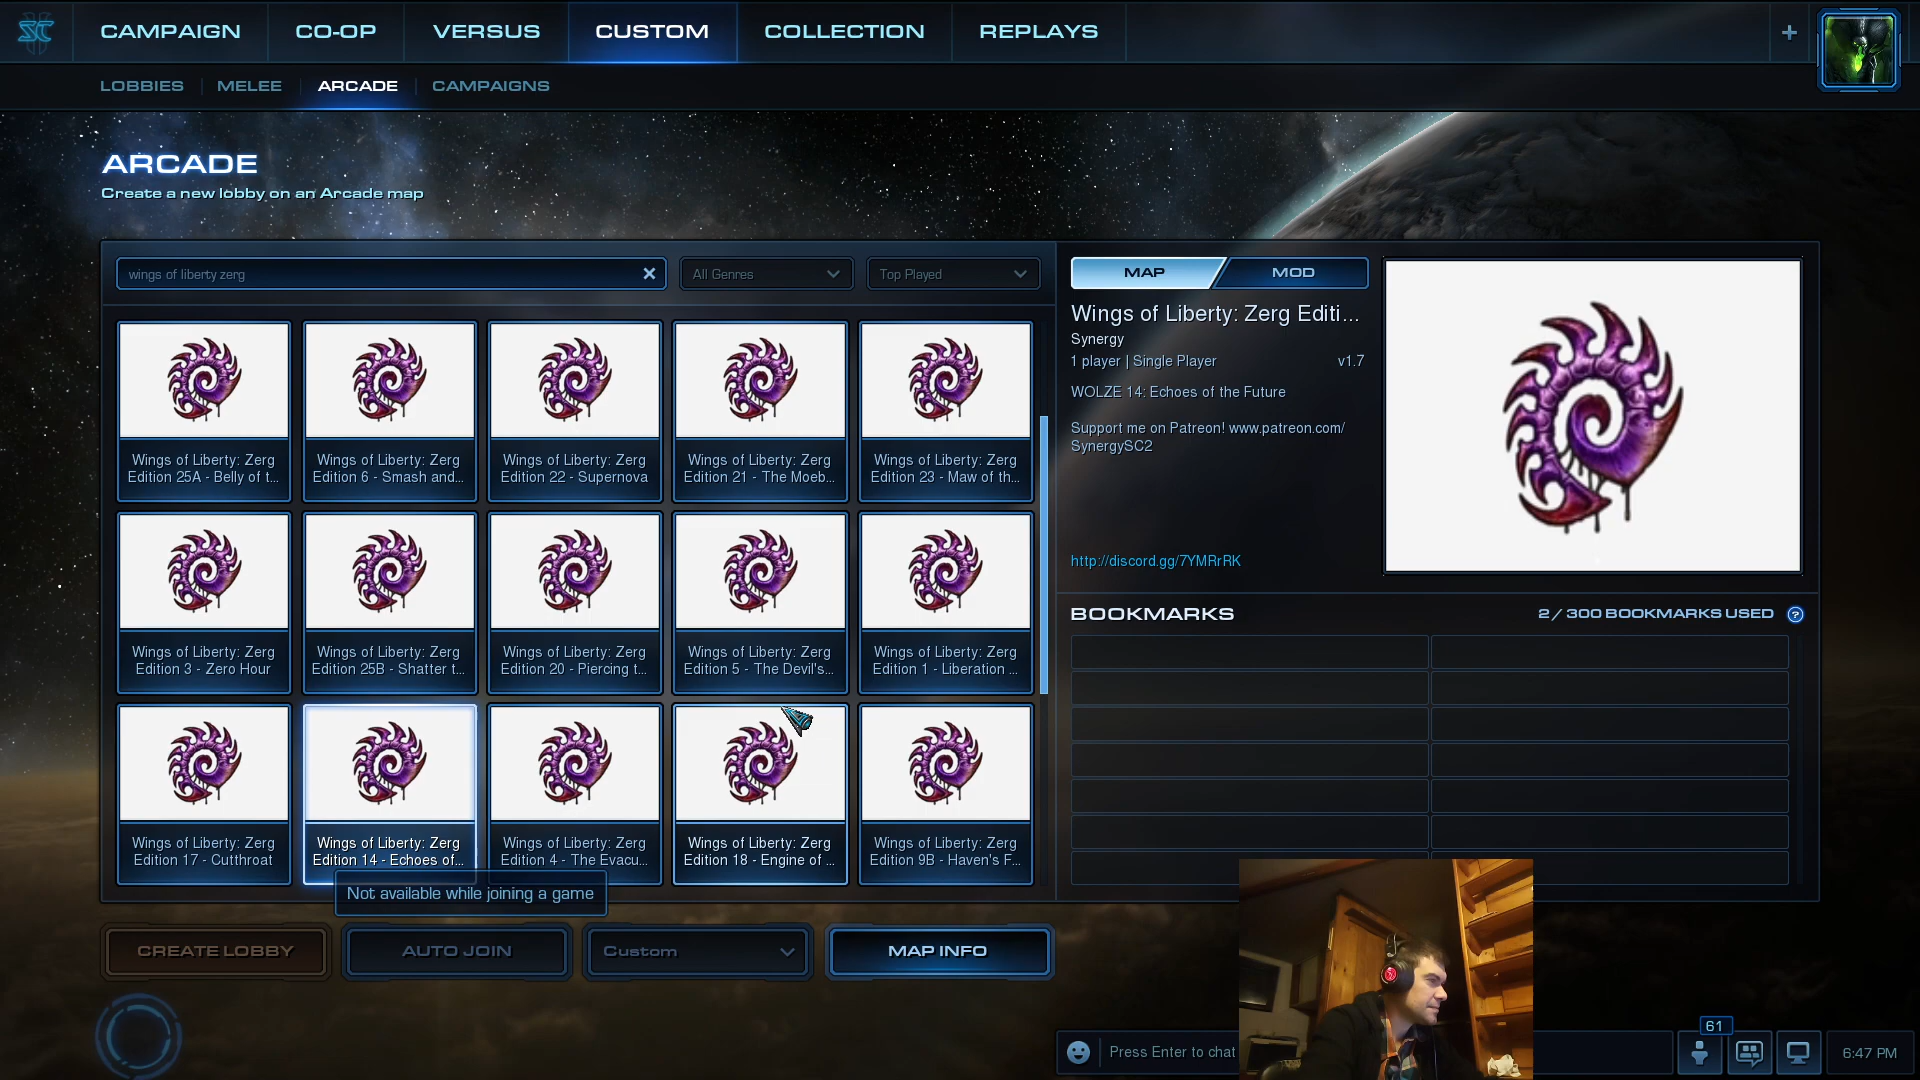 CAMPAIGN
CO-OP
VERSUS
CUSTOM
COLLECTION
REPLAYS
LOBBIES
MELEE
ARCADE
CAMPAIGNS
ARCADE
Create a new lobby on an Arcade map
wings of liberty zerg
All Genres
Top Played
Wings of Liberty: Zerg
Edition 25A - Belly of t...
Wings of Liberty: Zerg
Edition 6 - Smash and...
Wings of Liberty: Zerg
Edition 22 - Supernova
Wings of Liberty: Zerg
Edition 21 - The Moeb...
Wings of Liberty: Zerg
Edition 23 - Maw of th...
Wings of Liberty: Zerg
Edition 3 - Zero Hour
Wings of Liberty: Zerg
Edition 25B - Shatter t...
Wings of Liberty: Zerg
Edition 20 - Piercing t...
Wings of Liberty: Zerg
Edition 5 - The Devil's...
Wings of Liberty: Zerg
Edition 1 - Liberation ...
Wings of Liberty: Zerg
Edition 17 - Cutthroat
Wings of Liberty: Zerg
Edition 14 - Echoes of...
Wings of Liberty: Zerg
Edition 4 - The Evacu...
Wings of Liberty: Zerg
Edition 18 - Engine of ...
Wings of Liberty: Zerg
Edition 9B - Haven's F...
Not available while joining a game
CREATE LOBBY
AUTO JOIN
Custom
MAP INFO
MAP
MOD
Wings of Liberty: Zerg Editi...
Synergy
1 player | Single Player
v1.7
WOLZE 14: Echoes of the Future
Support me on Patreon! www.patreon.com/
SynergySC2
http://discord.gg/7YMRrRK
BOOKMARKS
2 / 300 BOOKMARKS USED
?
Press Enter to chat
61
6:47 PM